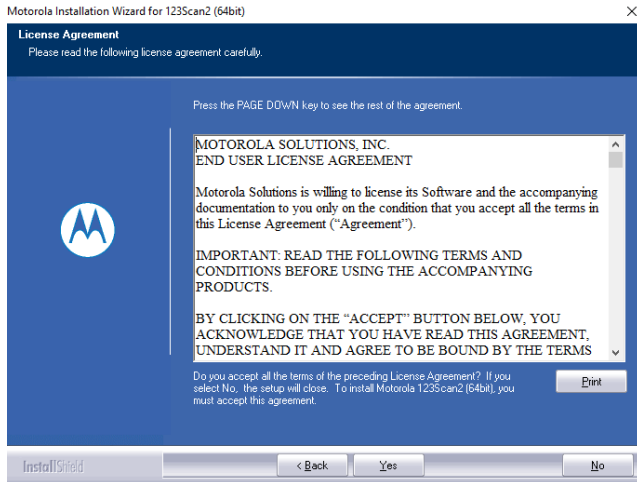 Motorola Installation Wizard for 123Scan2 (64bit)
License Agreement
Please read the following license agreement carefully.
Press the PAGE DOWN key to see the rest of the agreement.
MOTOROLA SOLUTIONS, INC.
END USER LICENSE AGREEMENT
Motorola Solutions is willing to license its Software and the accompanying
documentation to you only on the condition that you accept all the terms in
this License Agreement (“Agreement”).
IMPORTANT: READ THE FOLLOWING TERMS AND
CONDITIONS BEFORE USING THE ACCOMPANYING
PRODUCTS.
BY CLICKING ON THE “ACCEPT” BUTTON BELOW, YOU
ACKNOWLEDGE THAT YOU HAVE READ THIS AGREEMENT,
UNDERSTAND IT AND AGREE TO BE BOUND BY THE TERMS
Do you accept all the terms of the preceding License Agreement? If you
select No, the setup will close. To install Motorola 123Scan2 (64bit), you
must accept this agreement.
Print
InstallShield
< Back
Yes
No